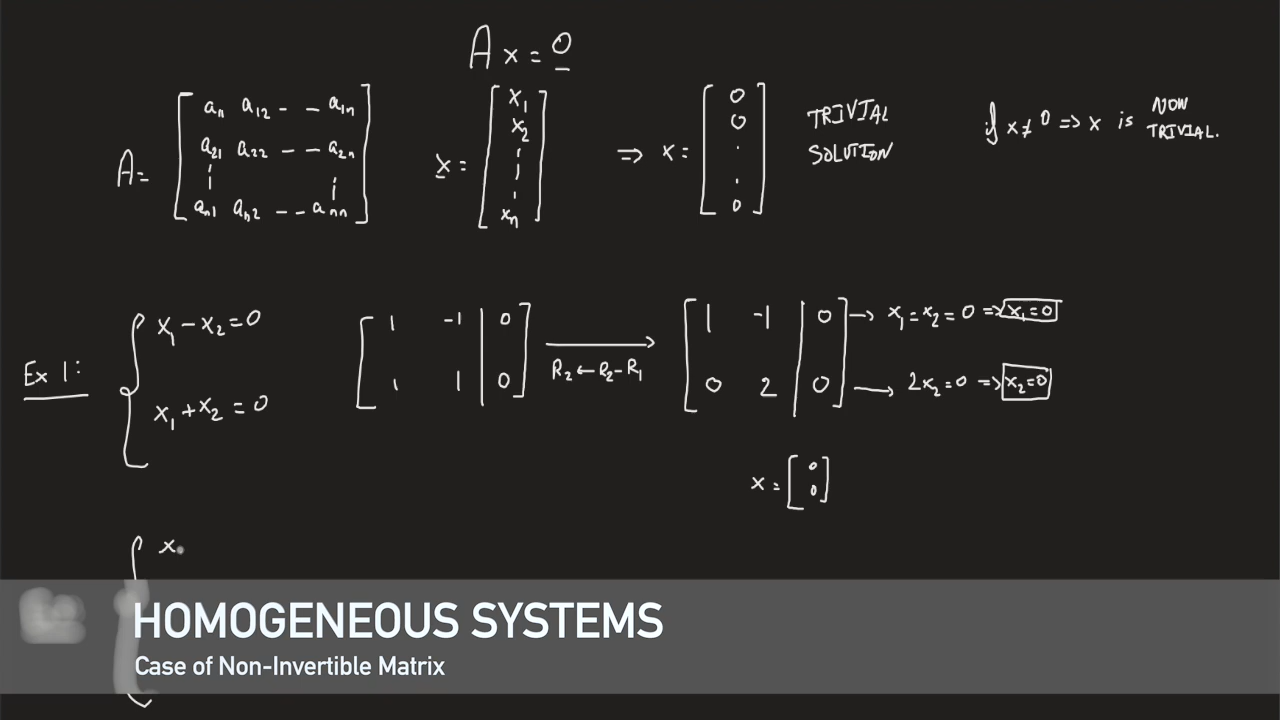 A x = 0
A = [ a11 a12 - - a1n
a21 a22 - - a2n
an1 an2 - - ann ]
x = [ x1
x2
xn ]
⇒ x = [ 0
0
.
.
0 ]
TRIVIAL
SOLUTION
if x ≠ 0 ⇒ x is NON
TRIVIAL.
Ex 1:
x1 - x2 = 0
x1 + x2 = 0
[ 1 -1 | 0
1 1 | 0 ]
R2 ← R2 - R1
[ 1 -1 | 0 ] → x1 = x2 = 0 ⇒ x1 = 0
[ 0 2 | 0 ] → 2x2 = 0 ⇒ x2 = 0
x = [ 0
0 ]
x
HOMOGENEOUS SYSTEMS
Case of Non-Invertible Matrix